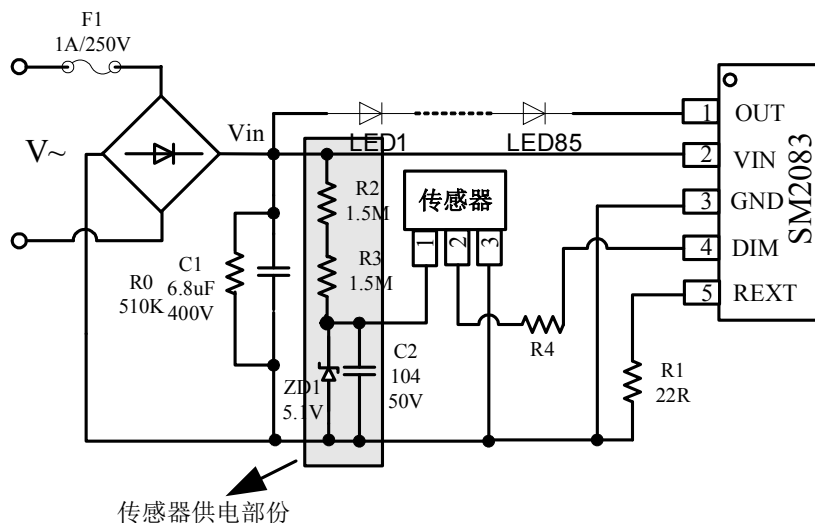 F1
1A/250V
V~
Vin
LED1
LED85
R2
1.5M
R3
1.5M
R0
510K
C1
6.8uF
400V
ZD1
5.1V
C2
104
50V
传感器
1
2
3
R4
R1
22R
1
OUT
2
VIN
3
GND
4
DIM
5
REXT
SM2083
传感器供电部份